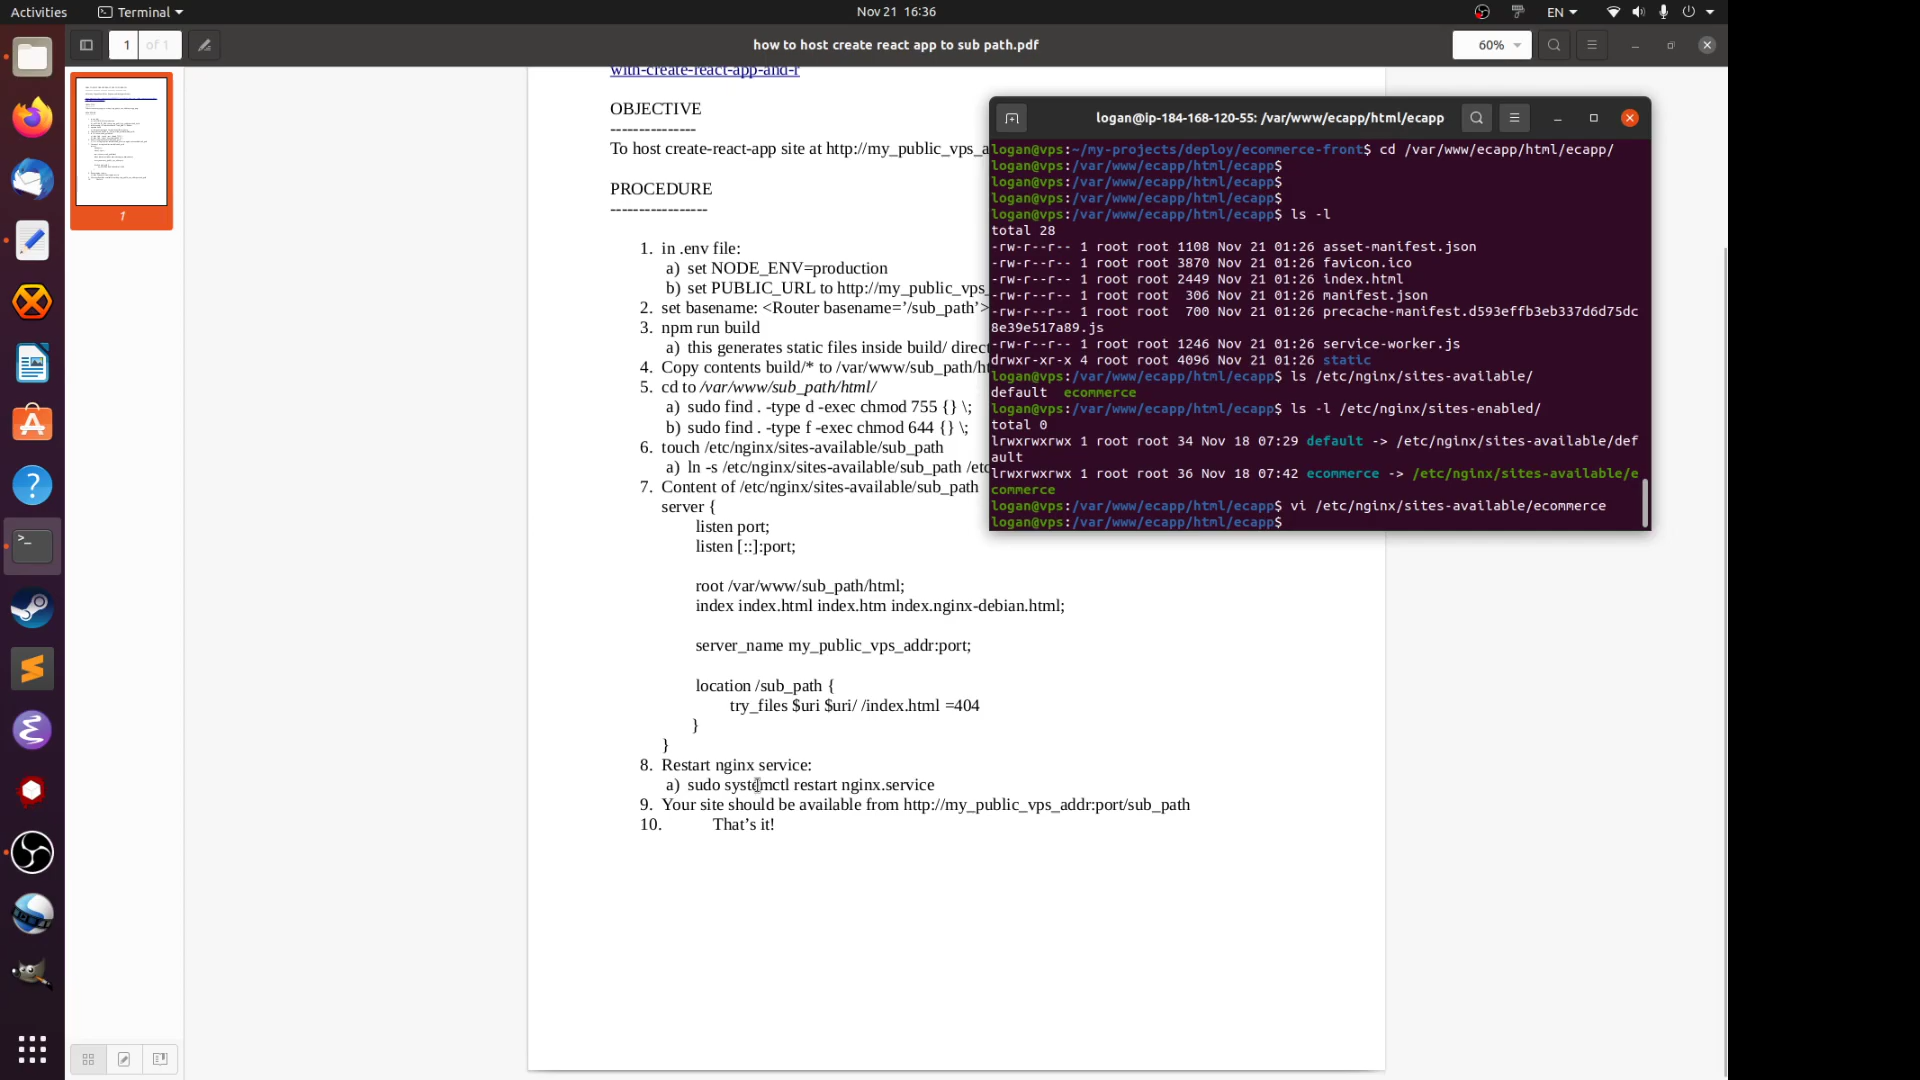 Activities
Terminal
Nov 21 16:36
EN
1
of 1
how to host create react app to sub path.pdf
60%
1
with-create-react-app-and-r
OBJECTIVE
---------------
To host create-react-app site at http://my_public_vps_a
PROCEDURE
-----------------
1. in .env file:
a) set NODE_ENV=production
b) set PUBLIC_URL to http://my_public_vps_
2. set basename: <Router basename=’/sub_path’>
3. npm run build
a) this generates static files inside build/ direct
4. Copy contents build/* to /var/www/sub_path/ht
5. cd to /var/www/sub_path/html/
a) sudo find . -type d -exec chmod 755 {} \;
b) sudo find . -type f -exec chmod 644 {} \;
6. touch /etc/nginx/sites-available/sub_path
a) ln -s /etc/nginx/sites-available/sub_path /etc
7. Content of /etc/nginx/sites-available/sub_path
server {
listen port;
listen [::]:port;
root /var/www/sub_path/html;
index index.html index.htm index.nginx-debian.html;
server_name my_public_vps_addr:port;
location /sub_path {
try_files $uri $uri/ /index.html =404
}
}
8. Restart nginx service:
a) sudo systemctl restart nginx.service
9. Your site should be available from http://my_public_vps_addr:port/sub_path
10. That’s it!
logan@ip-184-168-120-55: /var/www/ecapp/html/ecapp
logan@vps:~/my-projects/deploy/ecommerce-front$ cd /var/www/ecapp/html/ecapp/
logan@vps:/var/www/ecapp/html/ecapp$
logan@vps:/var/www/ecapp/html/ecapp$
logan@vps:/var/www/ecapp/html/ecapp$
logan@vps:/var/www/ecapp/html/ecapp$ ls -l
total 28
-rw-r--r-- 1 root root 1108 Nov 21 01:26 asset-manifest.json
-rw-r--r-- 1 root root 3870 Nov 21 01:26 favicon.ico
-rw-r--r-- 1 root root 2449 Nov 21 01:26 index.html
-rw-r--r-- 1 root root  306 Nov 21 01:26 manifest.json
-rw-r--r-- 1 root root  700 Nov 21 01:26 precache-manifest.d593effb3eb337d6d75dc
8e39e517a89.js
-rw-r--r-- 1 root root 1246 Nov 21 01:26 service-worker.js
drwxr-xr-x 4 root root 4096 Nov 21 01:26 static
logan@vps:/var/www/ecapp/html/ecapp$ ls /etc/nginx/sites-available/
default  ecommerce
logan@vps:/var/www/ecapp/html/ecapp$ ls -l /etc/nginx/sites-enabled/
total 0
lrwxrwxrwx 1 root root 34 Nov 18 07:29 default -> /etc/nginx/sites-available/def
ault
lrwxrwxrwx 1 root root 36 Nov 18 07:42 ecommerce -> /etc/nginx/sites-available/e
commerce
logan@vps:/var/www/ecapp/html/ecapp$ vi /etc/nginx/sites-available/ecommerce
logan@vps:/var/www/ecapp/html/ecapp$